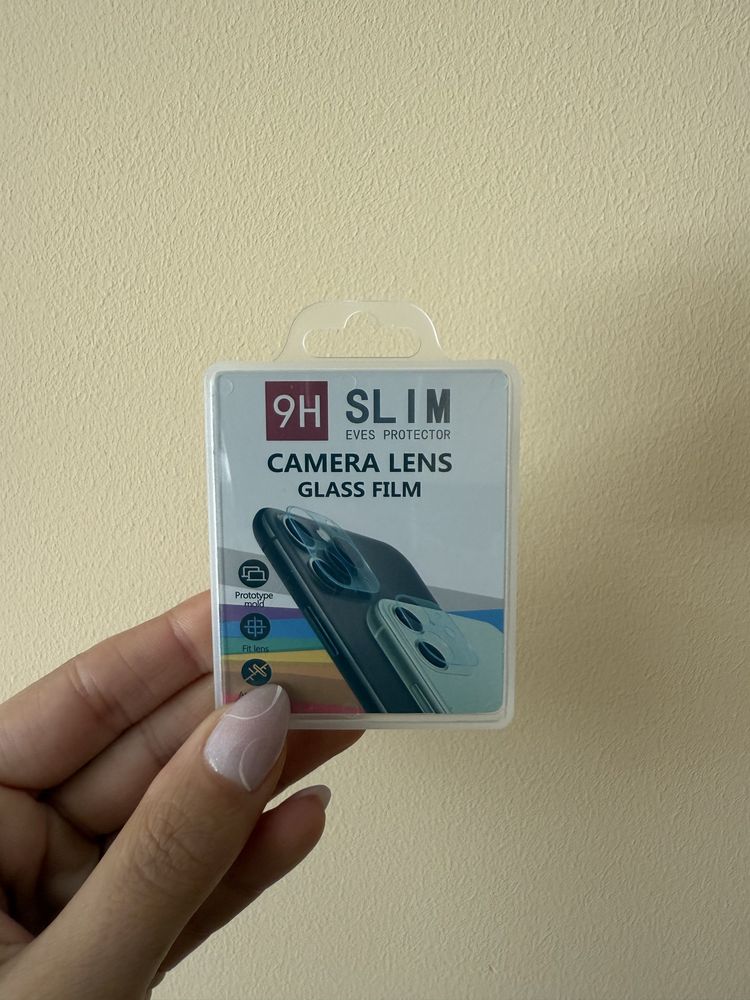 9H SLIM
EVES PROTECTOR
CAMERA LENS
GLASS FILM
Prototype
mold
Fit lens